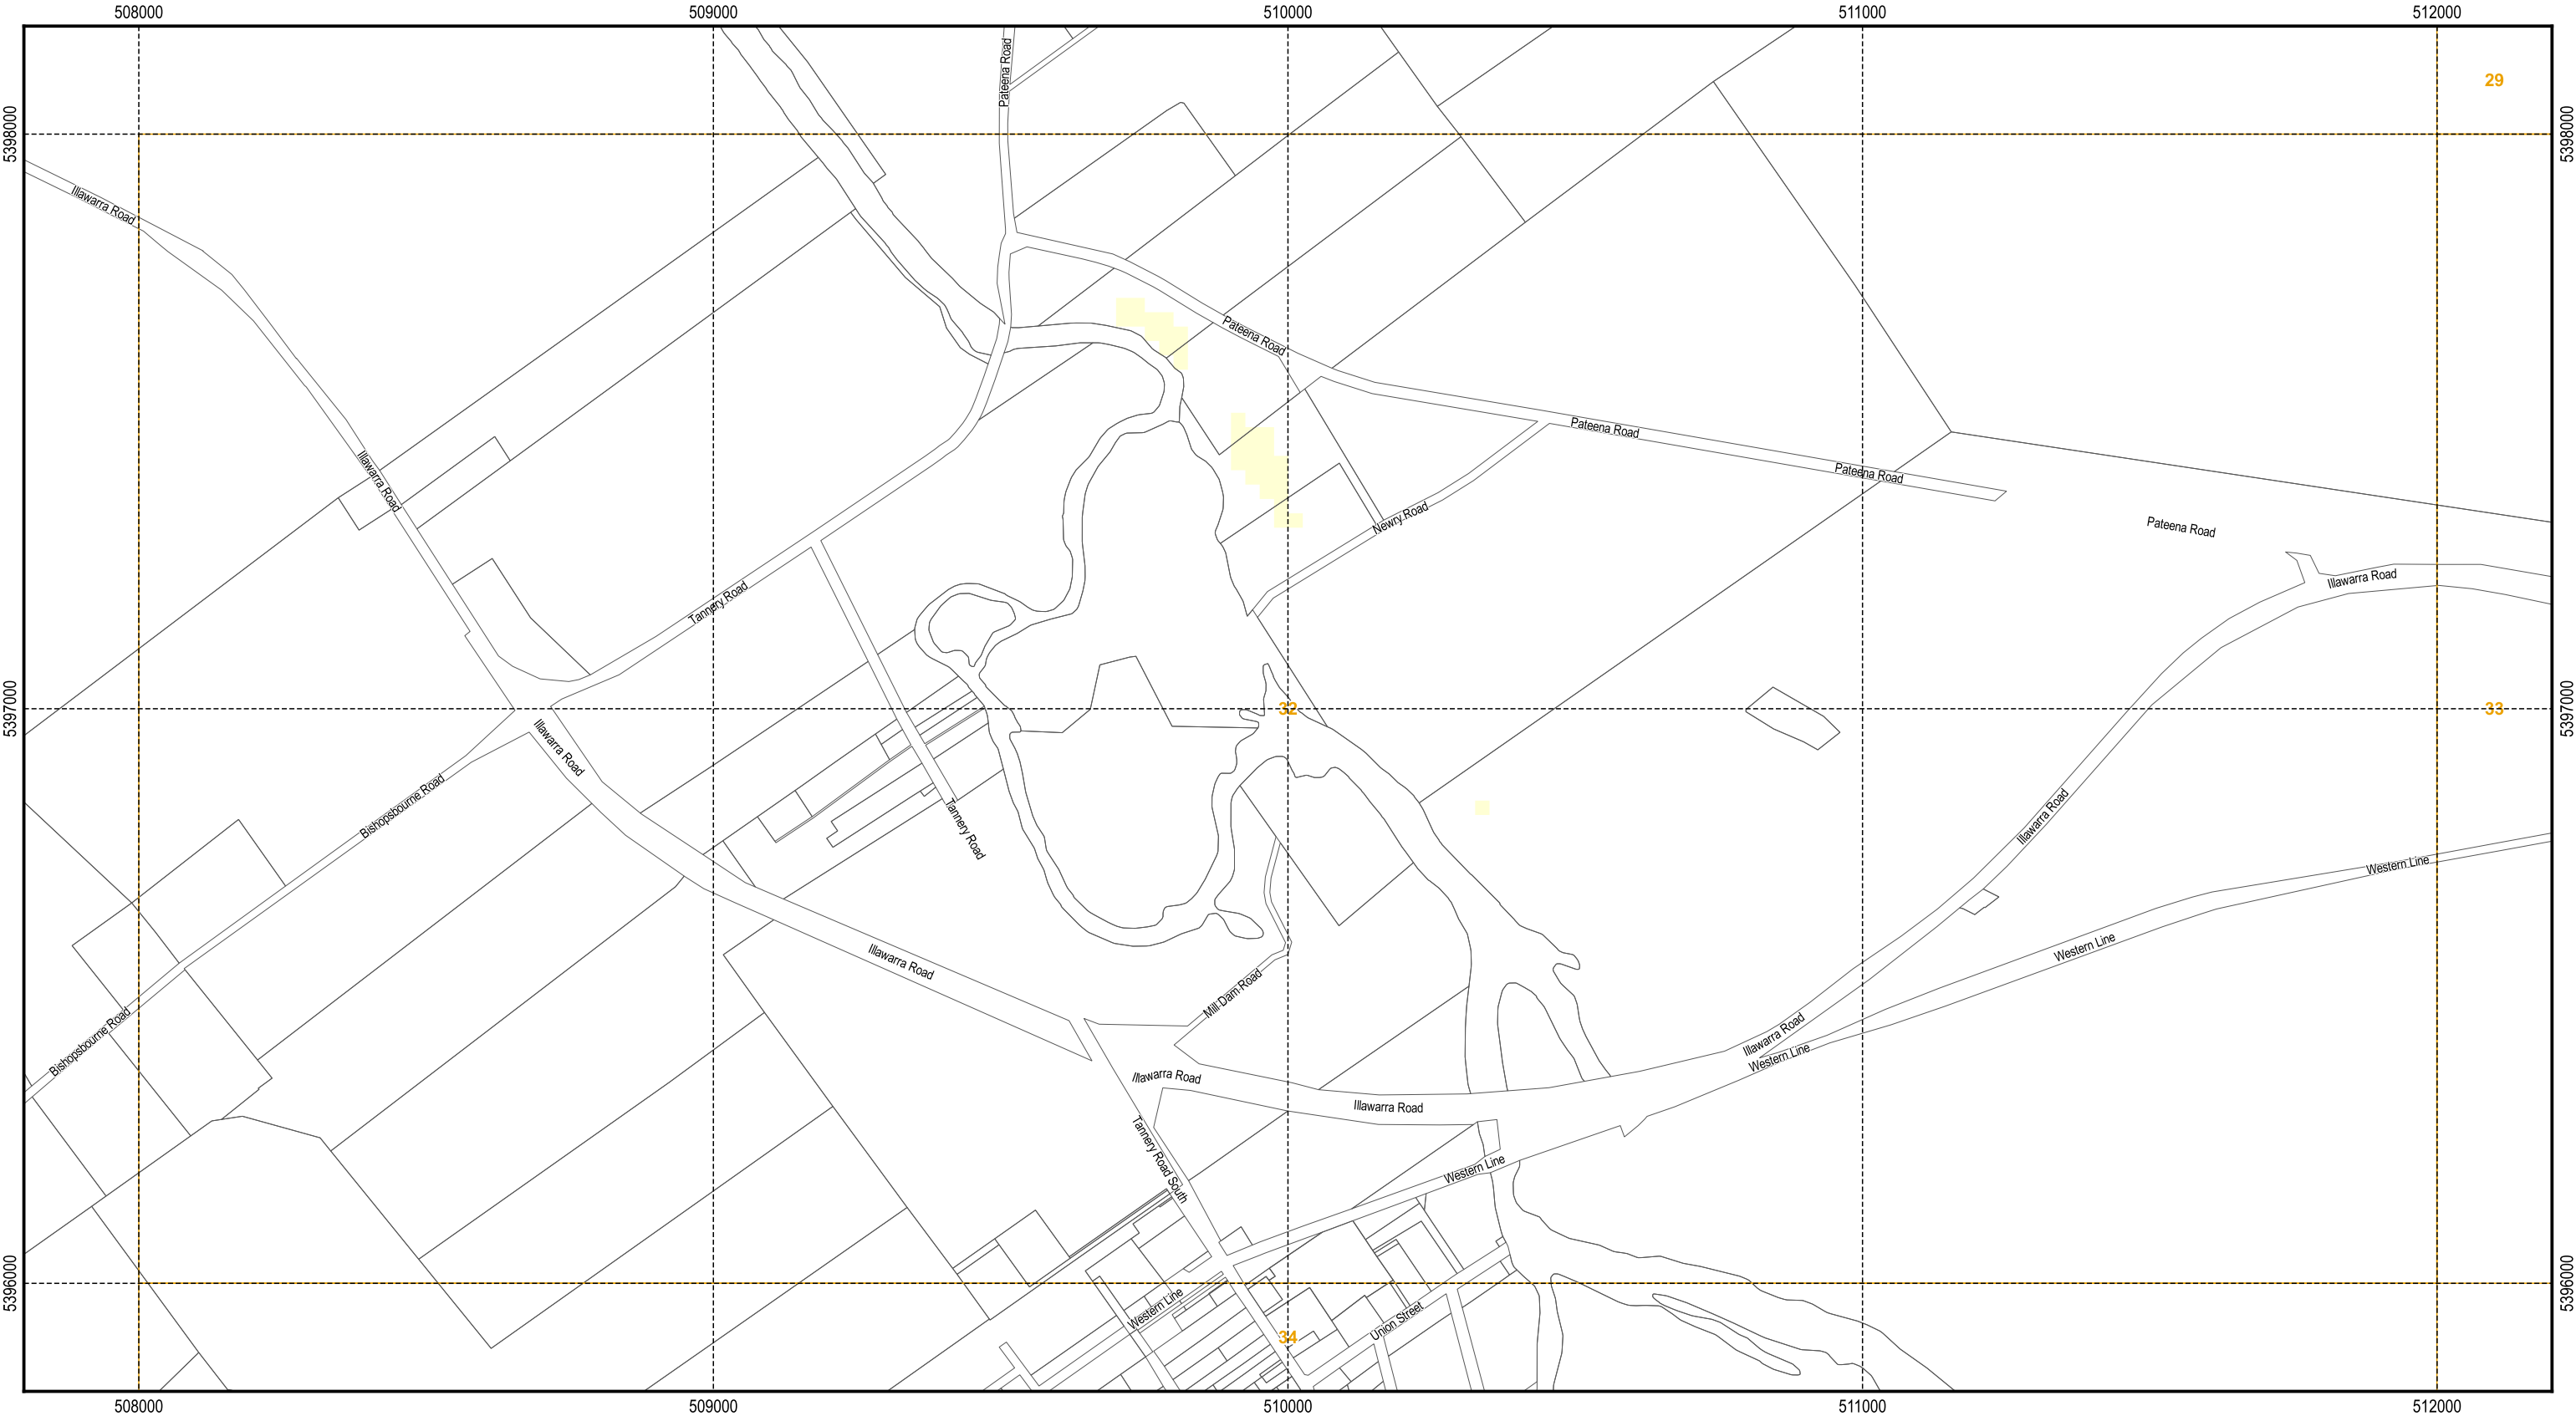 508000
509000
510000
511000
512000
Pateena Road
29
5398000
5398000
Illawarra Road
Pateena Road
Pateena Road
Illawarra Road
Pateena Road
Newry Road
Pateena Road
Illawarra Road
Tannery Road
5397000
32
33
5397000
Illawarra Road
Bishopsbourne Road
Tannery Road
Illawarra Road
Western Line
Illawarra Road
Western Line
Mill Dam Road
Bishopsbourne Road
Illawarra Road
Western Line
Illawarra Road
Illawarra Road
Tannery Road South
Western Line
5396000
5396000
Western Line
Union Street
34
508000
509000
510000
511000
512000